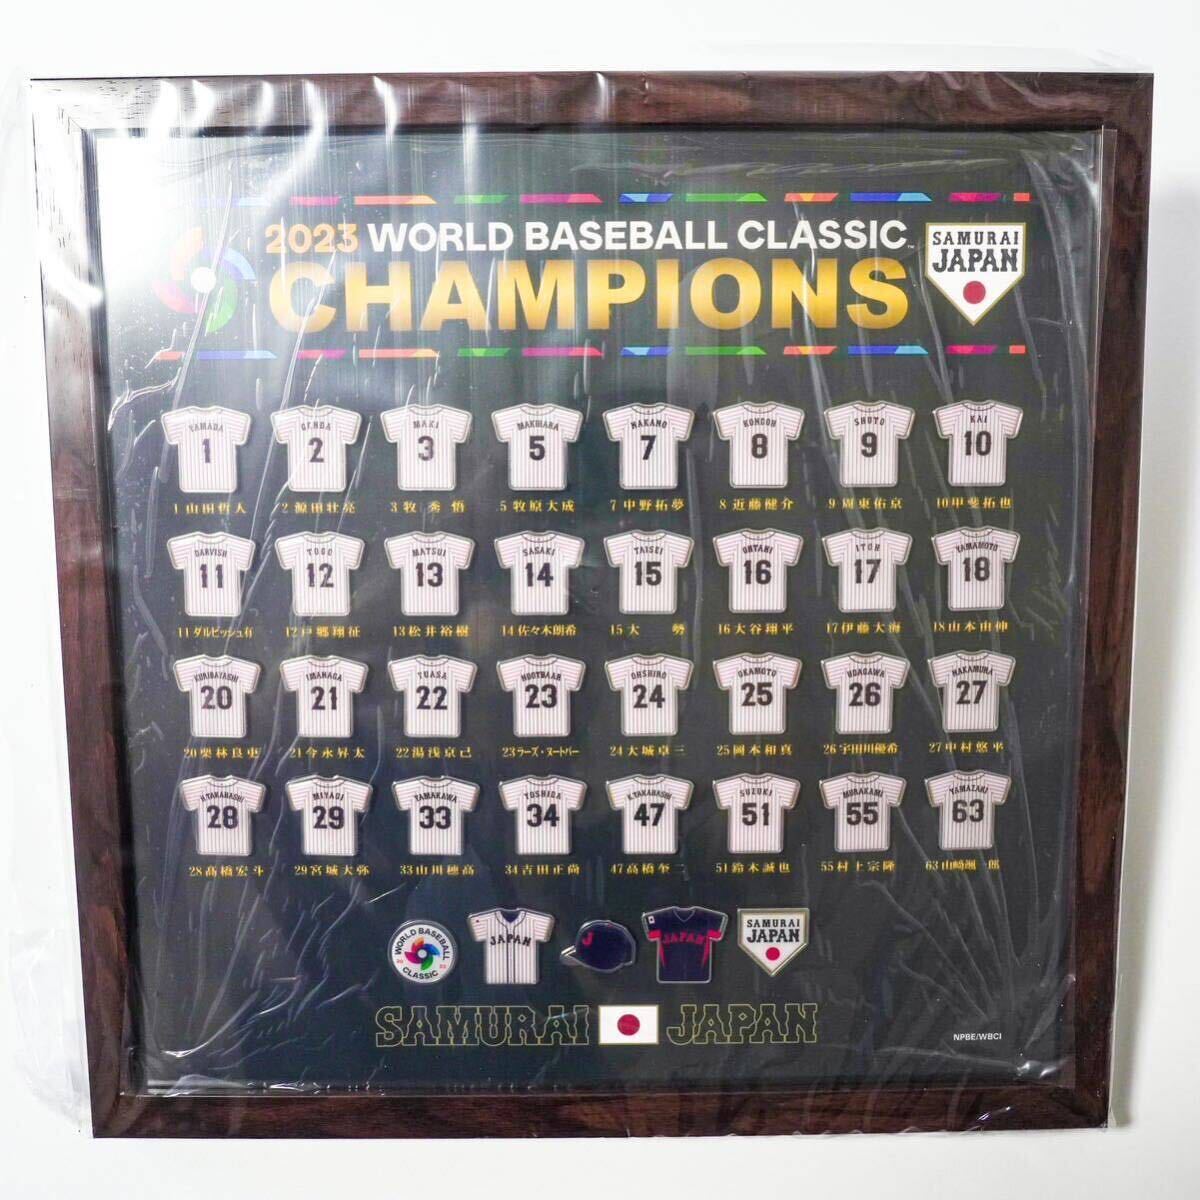 2023 WORLD BASEBALL CLASSIC
CHAMPIONS
SAMURAI
JAPAN
YAMADA GENDA MAKI MAKIHARA NAKANO KONDOH SHUTO KAI
1 2 3 5 7 8 9 10
1 山田哲人 2 源田壮亮 3 牧 秀悟 5 牧原大成 7 中野拓夢 8 近藤健介 9 周東佑京 10 甲斐拓也
DARVISH TOGO MATSUI SASAKI TAISEI OHTANI ITOH YAMAMOTO
11 12 13 14 15 16 17 18
11 ダルビッシュ有 12 戸郷翔征 13 松井裕樹 14 佐々木朗希 15 大 勢 16 大谷翔平 17 伊藤大海 18 山本由伸
KURIBAYASHI IMANAGA YUASA NOOTBAAR OHSHIRO OKAMOTO UDAGAWA NAKAMURA
20 21 22 23 24 25 26 27
20 栗林良吏 21 今永昇太 22 湯浅京己 23 ラーズ・ヌートバー 24 大城卓三 25 岡本和真 26 宇田川優希 27 中村悠平
H.TAKAHASHI MIYAGI YAMAKAWA YOSHIDA K.TAKAHASHI SUZUKI MURAKAMI YAMAZAKI
28 29 33 34 47 51 55 63
28 髙橋宏斗 29 宮城大弥 33 山川穂高 34 吉田正尚 47 高橋奎二 51 鈴木誠也 55 村上宗隆 63 山﨑颯一郎
WORLD BASEBALL
20 23
CLASSIC
JAPAN
J
JAPAN
SAMURAI
JAPAN
SAMURAI JAPAN
NPBE/WBCI